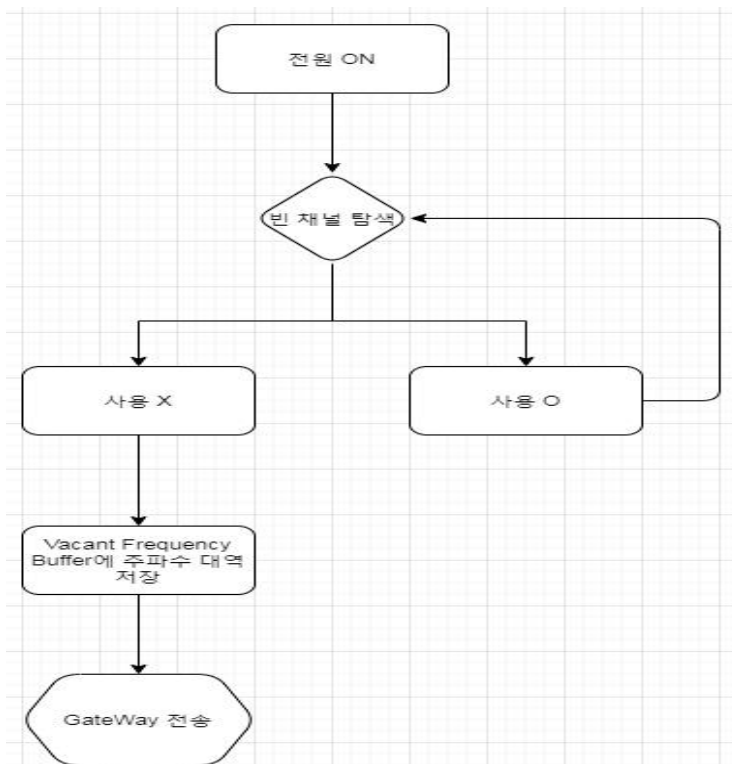 전원 ON
빈 채널 탐색
사용 X
사용 O
Vacant Frequency
Buffer에 주파수 대역
저장
GateWay 전송